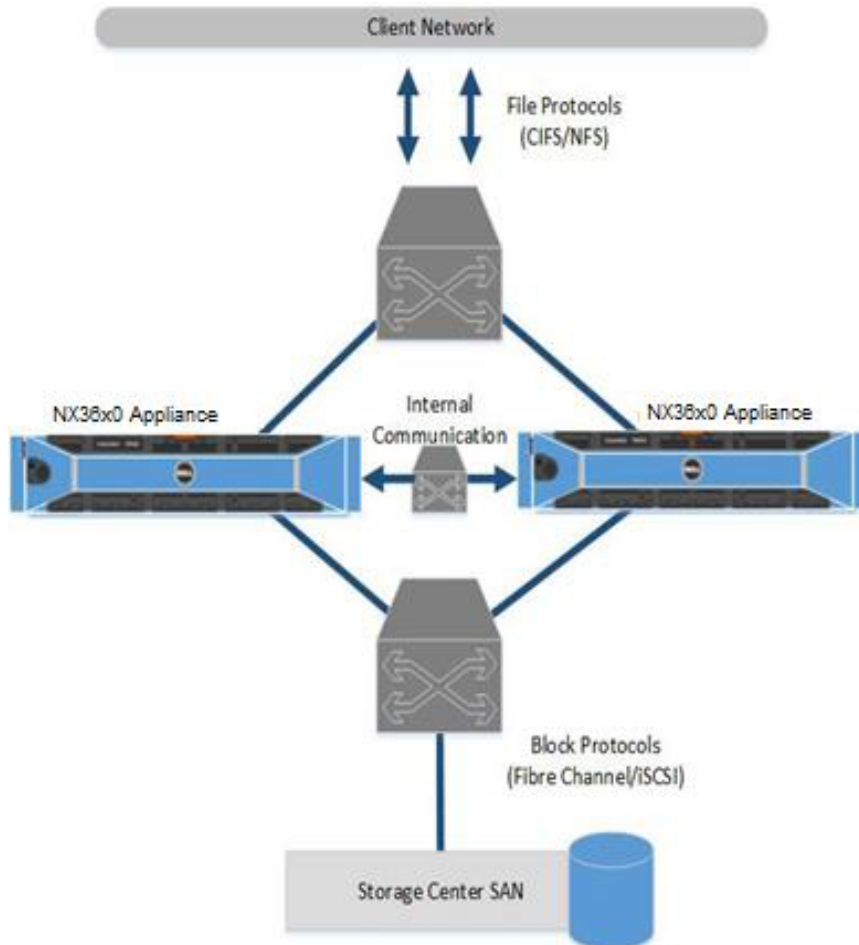 Client Network
File Protocols
(CIFS/NFS)
NX36x0 Appliance
Internal
Communication
NX36x0 Appliance
Block Protocols
(Fibre Channel/iSCSI)
Storage Center SAN